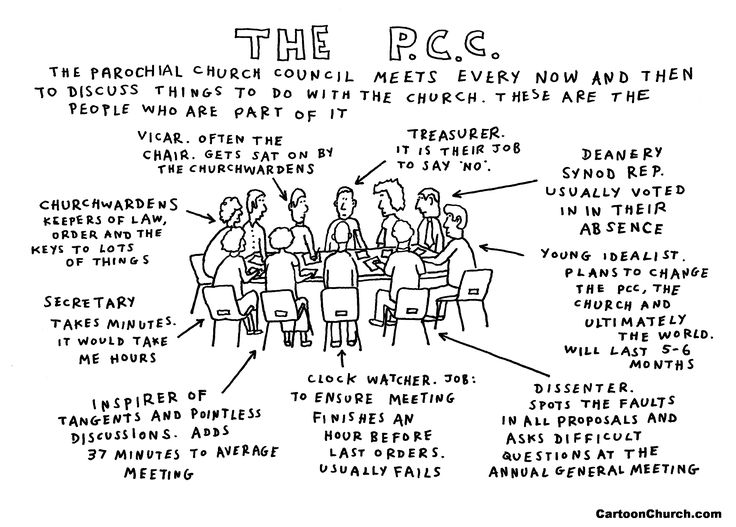 THE P.C.C.
THE PAROCHIAL CHURCH COUNCIL MEETS EVERY NOW AND THEN
TO DISCUSS THINGS TO DO WITH THE CHURCH. THESE ARE THE
PEOPLE WHO ARE PART OF IT
VICAR. OFTEN THE
CHAIR. GETS SAT ON BY
THE CHURCHWARDENS
TREASURER.
IT IS THEIR JOB
TO SAY 'NO'.
DEANERY
SYNOD REP.
USUALLY VOTED
IN IN THEIR
ABSENCE
CHURCHWARDENS
KEEPERS OF LAW,
ORDER AND THE
KEYS TO LOTS
OF THINGS
YOUNG IDEALIST.
PLANS TO CHANGE
THE PCC, THE
CHURCH AND
ULTIMATELY
THE WORLD.
WILL LAST 5-6
MONTHS
SECRETARY
TAKES MINUTES.
IT WOULD TAKE
ME HOURS
INSPIRER OF
TANGENTS AND POINTLESS
DISCUSSIONS. ADDS
37 MINUTES TO AVERAGE
MEETING
CLOCK WATCHER. JOB:
TO ENSURE MEETING
FINISHES AN
HOUR BEFORE
LAST ORDERS.
USUALLY FAILS
DISSENTER.
SPOTS THE FAULTS
IN ALL PROPOSALS AND
ASKS DIFFICULT
QUESTIONS AT THE
ANNUAL GENERAL MEETING
CartoonChurch.com